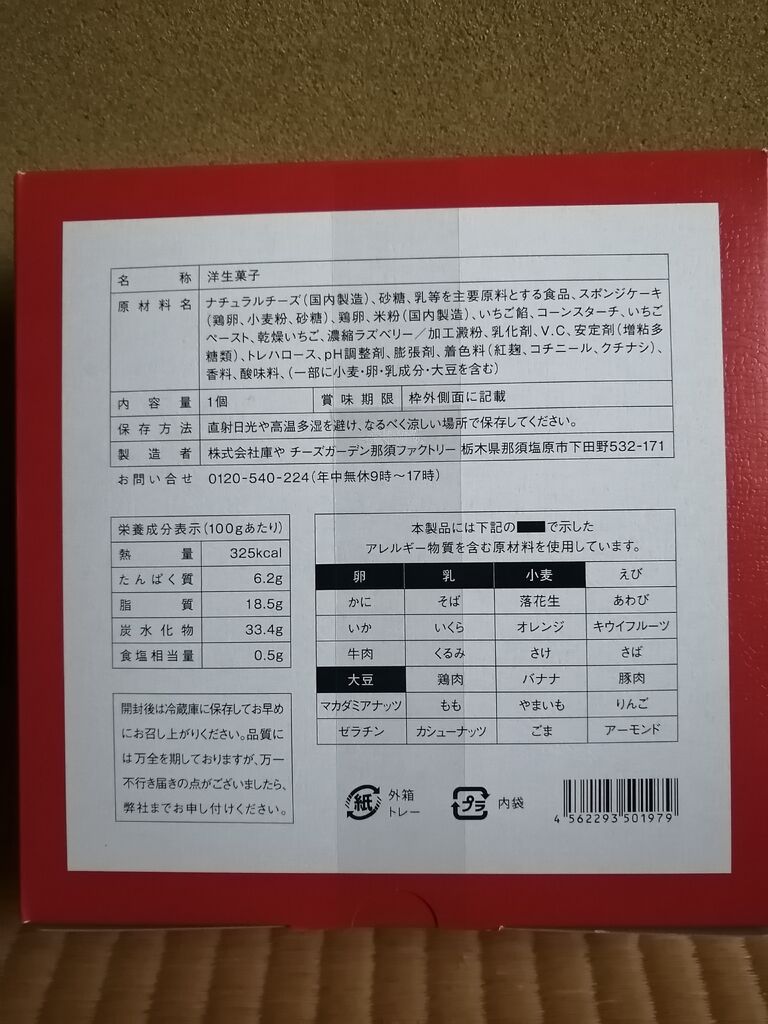 名称 洋生菓子
原材料名 ナチュラルチーズ(国内製造)、砂糖、乳等を主要原料とする食品、スポンジケーキ
(鶏卵、小麦粉、砂糖)、鶏卵、米粉(国内製造)、いちご餡、コーンスターチ、いちご
ペースト、乾燥いちご、濃縮ラズベリー/加工澱粉、乳化剤、V.C、安定剤(増粘多
糖類)、トレハロース、pH調整剤、膨張剤、着色料(紅麹、コチニール、クチナシ)、
香料、酸味料、(一部に小麦・卵・乳成分・大豆を含む)
内容量 1個 賞味期限 枠外側面に記載
保存方法 直射日光や高温多湿を避け、なるべく涼しい場所で保存してください。
製造者 株式会社庫や チーズガーデン那須ファクトリー 栃木県那須塩原市下田野532-171
お問い合せ 0120-540-224(年中無休9時~17時)
栄養成分表示(100gあたり)
熱量 325kcal
たんぱく質 6.2g
脂質 18.5g
炭水化物 33.4g
食塩相当量 0.5g
本製品には下記の で示した
アレルギー物質を含む原材料を使用しています。
卵 乳 小麦 えび
かに そば 落花生 あわび
いか いくら オレンジ キウイフルーツ
牛肉 くるみ さけ さば
大豆 鶏肉 バナナ 豚肉
マカダミアナッツ もも やまいも りんご
ゼラチン カシューナッツ ごま アーモンド
開封後は冷蔵庫に保存してお早め
にお召し上がりください。品質に
は万全を期しておりますが、万一
不行き届きの点がございましたら、
弊社までお申し付けください。
紙 外箱
トレー
プラ 内袋
4 562293 501979